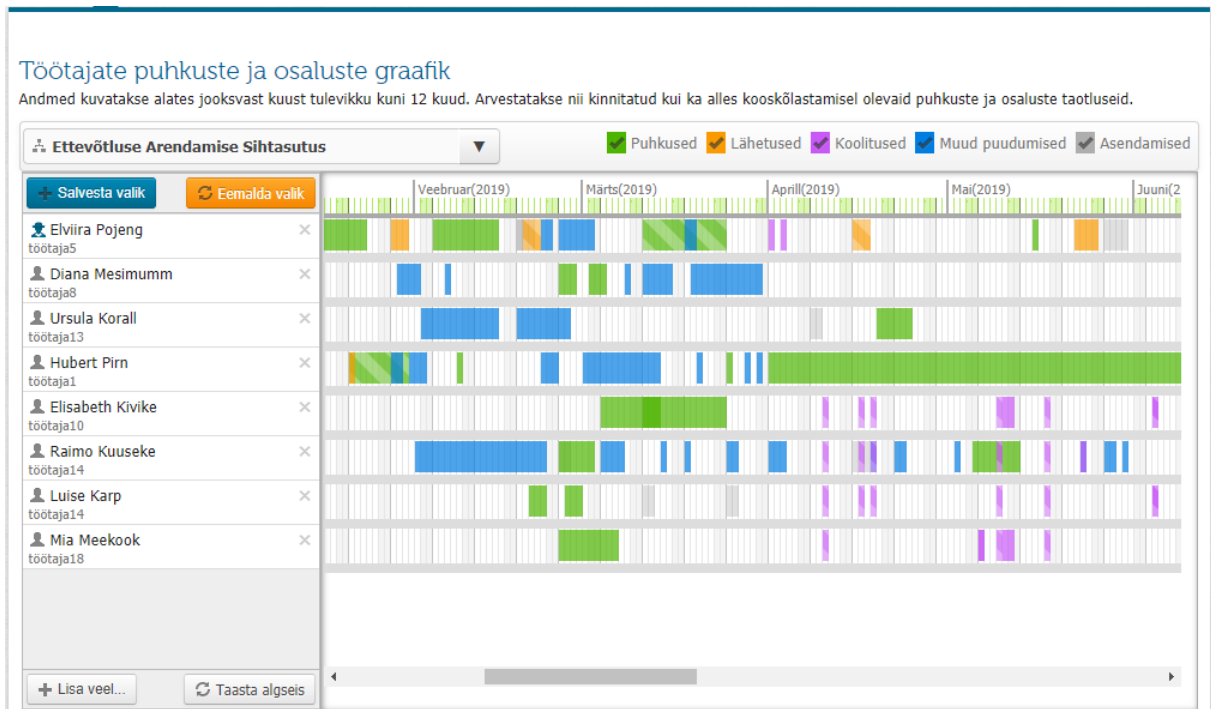 Töötajate puhkuste ja osaluste graafik
Andmed kuvatakse alates jooksvast kuust tulevikku kuni 12 kuud. Arvestatakse nii kinnitatud kui ka alles kooskõlastamisel olevaid puhkuste ja osaluste taotluseid.
Ettevõtluse Arendamise Sihtasutus ▼ Puhkused Lähetused Koolitused Muud puudumised Asendamised
Salvesta valik Eemalda valik
Veebruar(2019) Märts(2019) Aprill(2019) Mai(2019) Juuni(2
Elviira Pojeng
töötaja5
Diana Mesimumm
töötaja8
Ursula Korall
töötaja13
Hubert Pirn
töötaja1
Elisabeth Kivike
töötaja10
Raimo Kuuseke
töötaja14
Luise Karp
töötaja14
Mia Meekook
töötaja18
Lisa veel... Taasta algseis